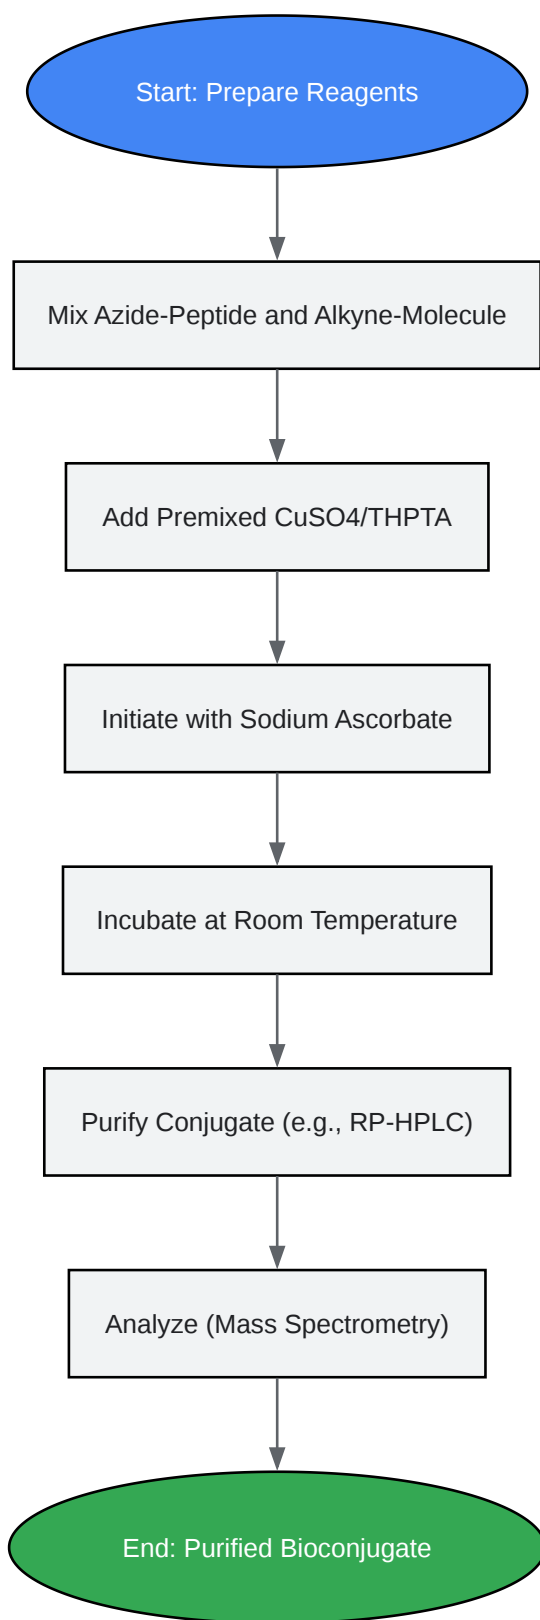 Start: Prepare Reagents
Mix Azide-Peptide and Alkyne-Molecule
Add Premixed CuSO4/THPTA
Initiate with Sodium Ascorbate
Incubate at Room Temperature
Purify Conjugate (e.g., RP-HPLC)
Analyze (Mass Spectrometry)
End: Purified Bioconjugate